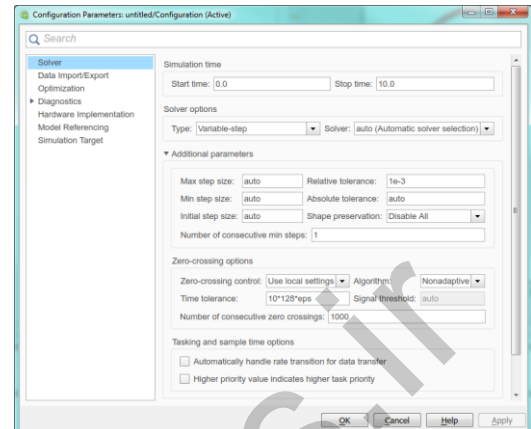 Configuration Parameters: untitled/Configuration (Active)
Search
Solver
Data Import/Export
Optimization
Diagnostics
Hardware Implementation
Model Referencing
Simulation Target
Simulation time
Start time: 0.0 Stop time: 10.0
Solver options
Type: Variable-step Solver: auto (Automatic solver selection)
Additional parameters
Max step size: auto Relative tolerance: 1e-3
Min step size: auto Absolute tolerance: auto
Initial step size: auto Shape preservation: Disable All
Number of consecutive min steps: 1
Zero-crossing options
Zero-crossing control: Use local settings Algorithm: Nonadaptive
Time tolerance: 10*128*eps Signal threshold: auto
Number of consecutive zero crossings: 1000
Tasking and sample time options
Automatically handle rate transition for data transfer
Higher priority value indicates higher task priority
OK Cancel Help Apply